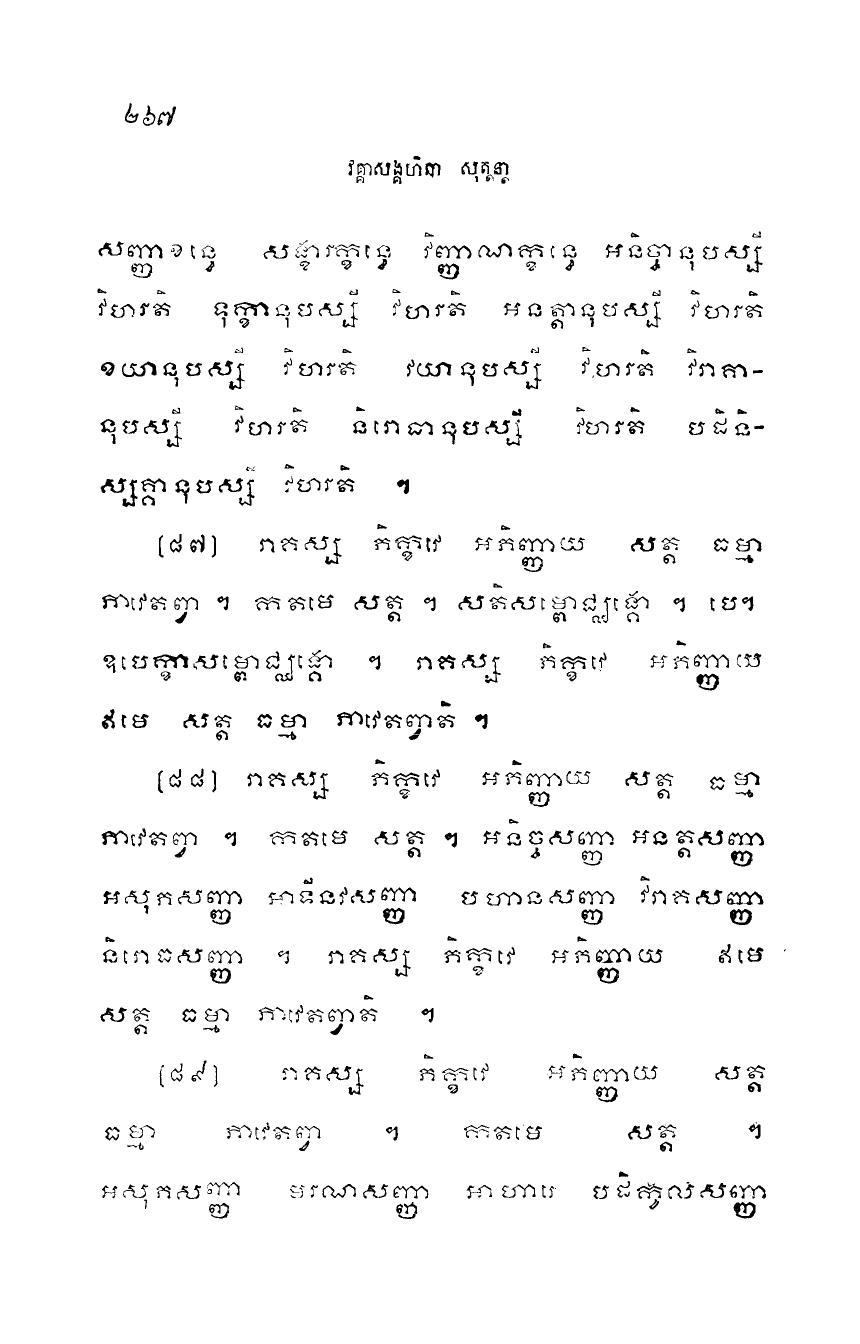 ២៦៧
វគ្គាសង្គហិតា សុត្តន្តា
សញ្ញាខន្ធេ សង្ខារក្ខន្ធេ វិញ្ញាណក្ខន្ធេ អនិច្ចានុបស្សី
វិហរតិ ទុក្ខានុបស្សី វិហរតិ អនត្តានុបស្សី វិហរតិ
ខយានុបស្សី វិហរតិ វយានុបស្សី វិហរតិ វិរាគា-
នុបស្សី វិហរតិ និរោធានុបស្សី វិហរតិ បដិនិ-
ស្សគ្គានុបស្សី វិហរតិ ។
(៨៧) រាគស្ស ភិក្ខវេ អភិញ្ញាយ សត្ត ធម្មា
ភាវេតព្វា ។ កតមេ សត្ត ។ សតិសម្ពោជ្ឈង្គោ ។ បេ។
ឧបេក្ខាសម្ពោជ្ឈង្គោ ។ រាគស្ស ភិក្ខវេ អភិញ្ញាយ
ឥមេ សត្ត ធម្មា ភាវេតព្វាតិ ។
(៨៨) រាគស្ស ភិក្ខវេ អភិញ្ញាយ សត្ត ធម្មា
ភាវេតព្វា ។ កតមេ សត្ត ។ អនិច្ចសញ្ញា អនត្តសញ្ញា
អសុភសញ្ញា អាទីនវសញ្ញា បហានសញ្ញា វិរាគសញ្ញា
និរោធសញ្ញា ។ រាគស្ស ភិក្ខវេ អភិញ្ញាយ ឥមេ
សត្ត ធម្មា ភាវេតព្វាតិ ។
(៨៩) រាគស្ស ភិក្ខវេ អភិញ្ញាយ សត្ត
ធម្មា ភាវេតព្វា ។ កតមេ សត្ត ។
អសុភសញ្ញា មរណសញ្ញា អាហារេ បដិកូលសញ្ញា